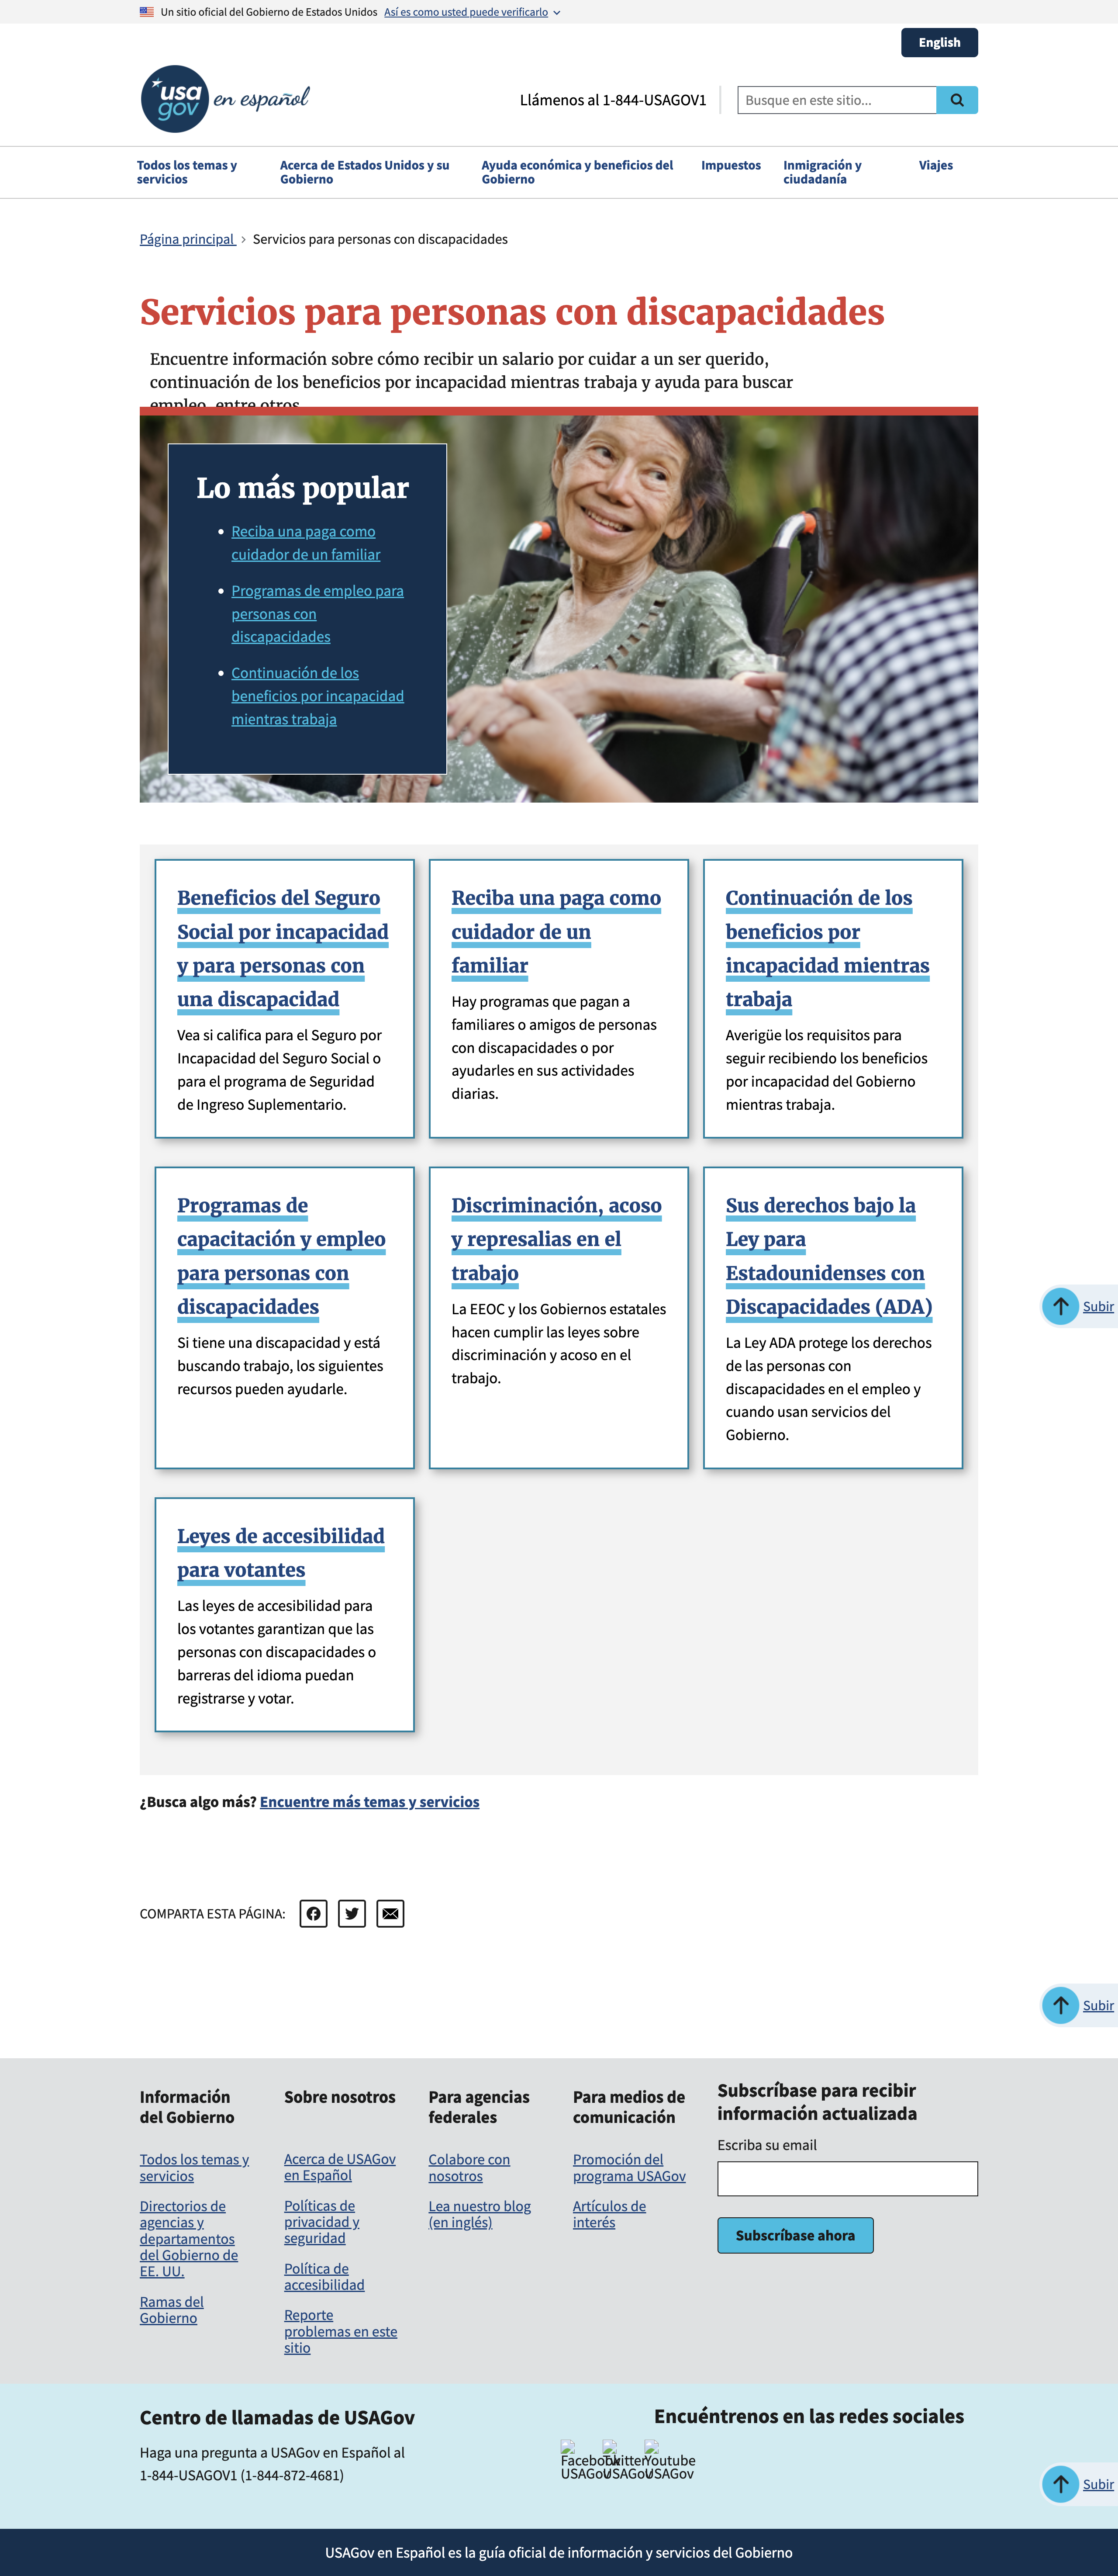 Un sitio oficial del Gobierno de Estados Unidos Así es como usted puede verificarlo
English
usa
gov
en español
Llámenos al 1-844-USAGOV1
Busque en este sitio...
Todos los temas y
servicios
Acerca de Estados Unidos y su
Gobierno
Ayuda económica y beneficios del
Gobierno
Impuestos
Inmigración y
ciudadanía
Viajes
Página principal
Servicios para personas con discapacidades
Servicios para personas con discapacidades
Encuentre información sobre cómo recibir un salario por cuidar a un ser querido,
continuación de los beneficios por incapacidad mientras trabaja y ayuda para buscar
empleo, entre otros.
Lo más popular
Reciba una paga como
cuidador de un familiar
Programas de empleo para
personas con
discapacidades
Continuación de los
beneficios por incapacidad
mientras trabaja
Beneficios del Seguro
Social por incapacidad
y para personas con
una discapacidad
Vea si califica para el Seguro por
Incapacidad del Seguro Social o
para el programa de Seguridad
de Ingreso Suplementario.
Reciba una paga como
cuidador de un
familiar
Hay programas que pagan a
familiares o amigos de personas
con discapacidades o por
ayudarles en sus actividades
diarias.
Continuación de los
beneficios por
incapacidad mientras
trabaja
Averigüe los requisitos para
seguir recibiendo los beneficios
por incapacidad del Gobierno
mientras trabaja.
Programas de
capacitación y empleo
para personas con
discapacidades
Si tiene una discapacidad y está
buscando trabajo, los siguientes
recursos pueden ayudarle.
Discriminación, acoso
y represalias en el
trabajo
La EEOC y los Gobiernos estatales
hacen cumplir las leyes sobre
discriminación y acoso en el
trabajo.
Sus derechos bajo la
Ley para
Estadounidenses con
Discapacidades (ADA)
La Ley ADA protege los derechos
de las personas con
discapacidades en el empleo y
cuando usan servicios del
Gobierno.
Subir
Leyes de accesibilidad
para votantes
Las leyes de accesibilidad para
los votantes garantizan que las
personas con discapacidades o
barreras del idioma puedan
registrarse y votar.
¿Busca algo más? Encuentre más temas y servicios
COMPARTA ESTA PÁGINA:
Subir
Información
del Gobierno
Todos los temas y
servicios
Directorios de
agencias y
departamentos
del Gobierno de
EE. UU.
Ramas del
Gobierno
Sobre nosotros
Acerca de USAGov
en Español
Políticas de
privacidad y
seguridad
Política de
accesibilidad
Reporte
problemas en este
sitio
Para agencias
federales
Colabore con
nosotros
Lea nuestro blog
(en inglés)
Para medios de
comunicación
Promoción del
programa USAGov
Artículos de
interés
Subscríbase para recibir
información actualizada
Escriba su email
Subscríbase ahora
Centro de llamadas de USAGov
Haga una pregunta a USAGov en Español al
1-844-USAGOV1 (1-844-872-4681)
Encuéntrenos en las redes sociales
Facebook
USAGov
Twitter
USAGov
Youtube
USAGov
Subir
USAGov en Español es la guía oficial de información y servicios del Gobierno